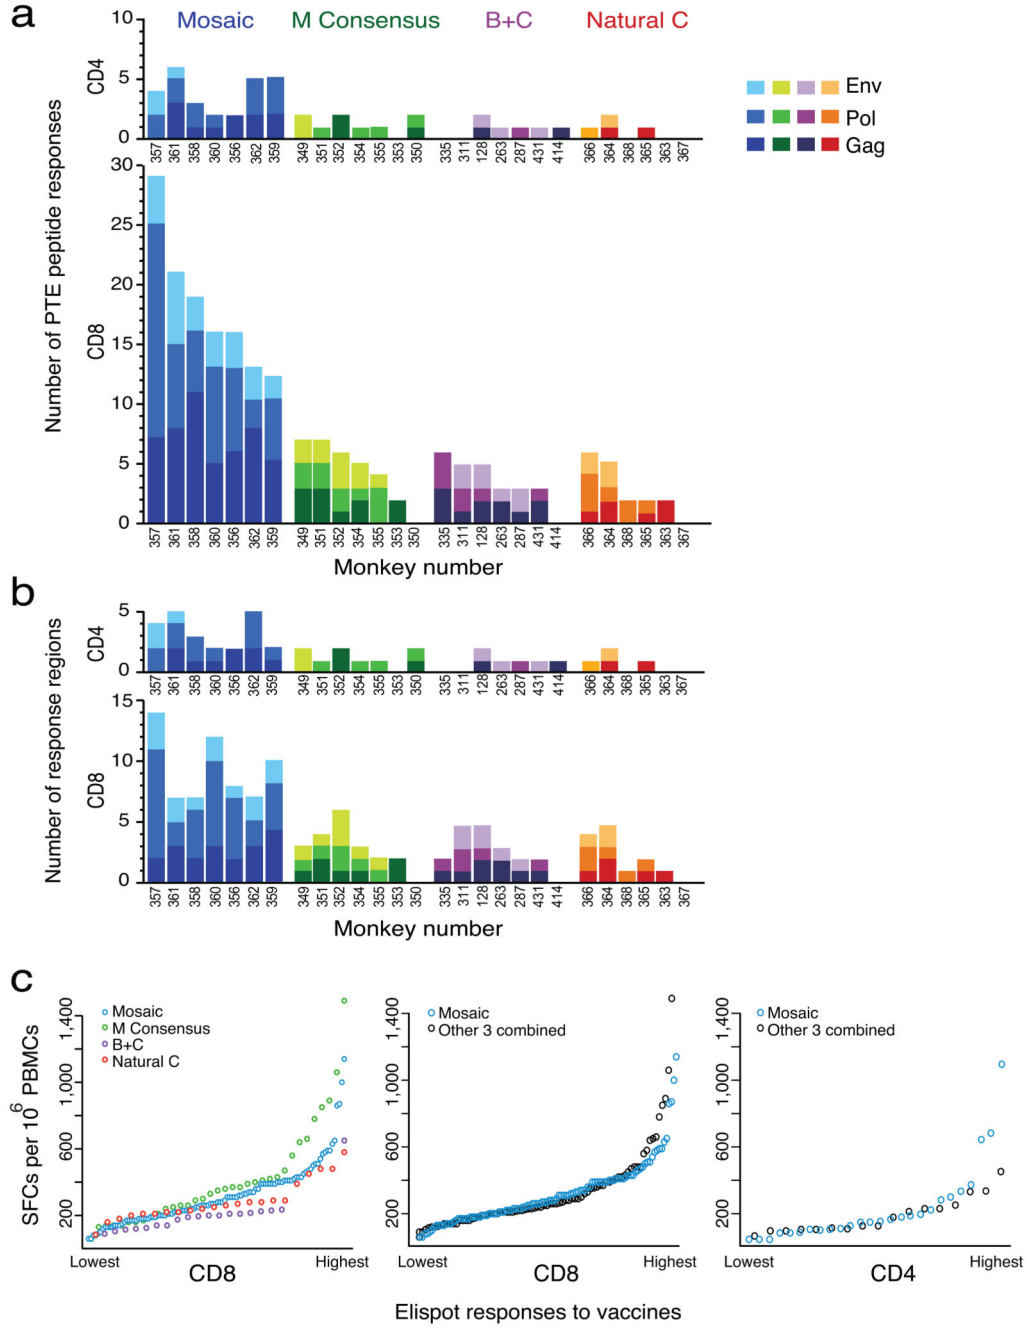 a
Mosaic M Consensus B+C Natural C
10
5
0
CD4
357 361 358 360 356 362 359 349 351 352 354 355 353 350 335 311 128 263 287 431 414 366 364 368 365 363 367
Env
Pol
Gag
30
25
20
15
10
5
0
CD8
Number of PTE peptide responses
357 361 358 360 356 362 359 349 351 352 354 355 353 350 335 311 128 263 287 431 414 366 364 368 365 363 367
Monkey number
b
5
0
CD4
357 361 358 360 356 362 359 349 351 352 354 355 353 350 335 311 128 263 287 431 414 366 364 368 365 363 367
15
10
5
0
CD8
Number of response regions
357 361 358 360 356 362 359 349 351 352 354 355 353 350 335 311 128 263 287 431 414 366 364 368 365 363 367
Monkey number
c
SFCs per 10⁶ PBMCs
1,400
1,000
600
200
Mosaic
M Consensus
B+C
Natural C
Lowest Highest
CD8
1,400
1,000
600
200
Mosaic
Other 3 combined
Lowest Highest
CD8
1,400
1,000
600
200
Mosaic
Other 3 combined
Lowest Highest
CD4
Elispot responses to vaccines